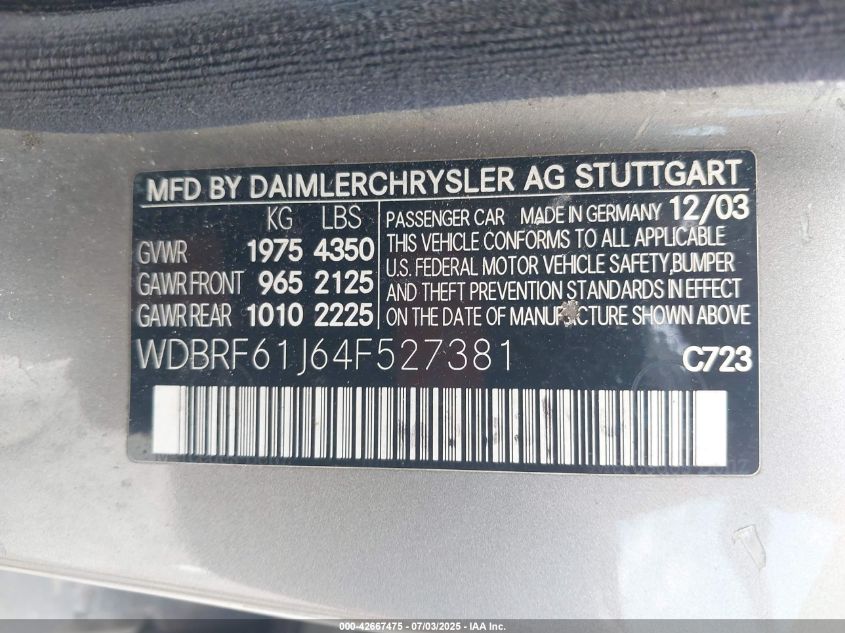 MFD BY DAIMLERCHRYSLER AG STUTTGART
KG LBS
GVWR 1975 4350
GAWR FRONT 965 2125
GAWR REAR 1010 2225
PASSENGER CAR MADE IN GERMANY 12/03
THIS VEHICLE CONFORMS TO ALL APPLICABLE
U.S. FEDERAL MOTOR VEHICLE SAFETY, BUMPER
AND THEFT PREVENTION STANDARDS IN EFFECT
ON THE DATE OF MANUFACTURE SHOWN ABOVE
WDBRF61J64F527381 C723
000-42667475 - 07/03/2025 - IAA Inc.